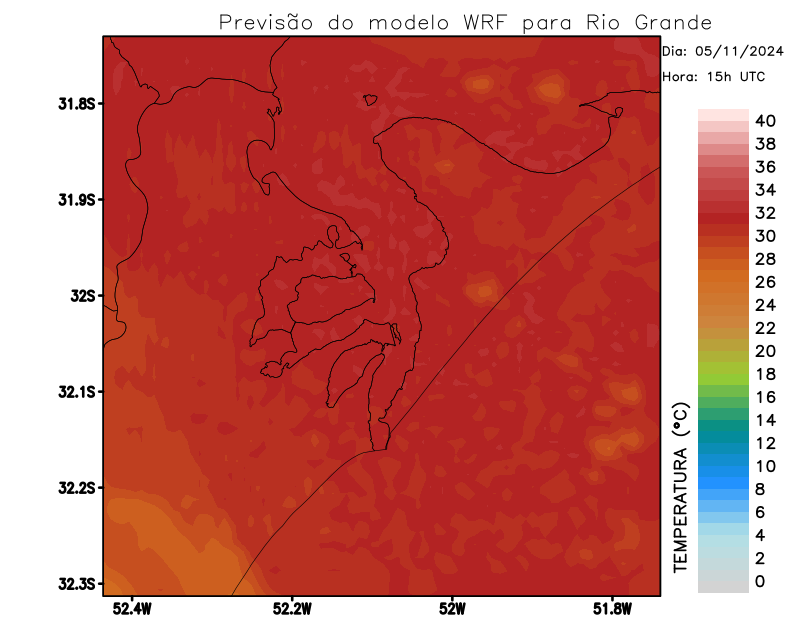 Previsão do modelo WRF para Rio Grande
Dia: 05/11/2024
Hora: 15h UTC
31.8S
31.9S
32S
32.1S
32.2S
32.3S
52.4W
52.2W
52W
51.8W
TEMPERATURA (°C)
40
38
36
34
32
30
28
26
24
22
20
18
16
14
12
10
8
6
4
2
0